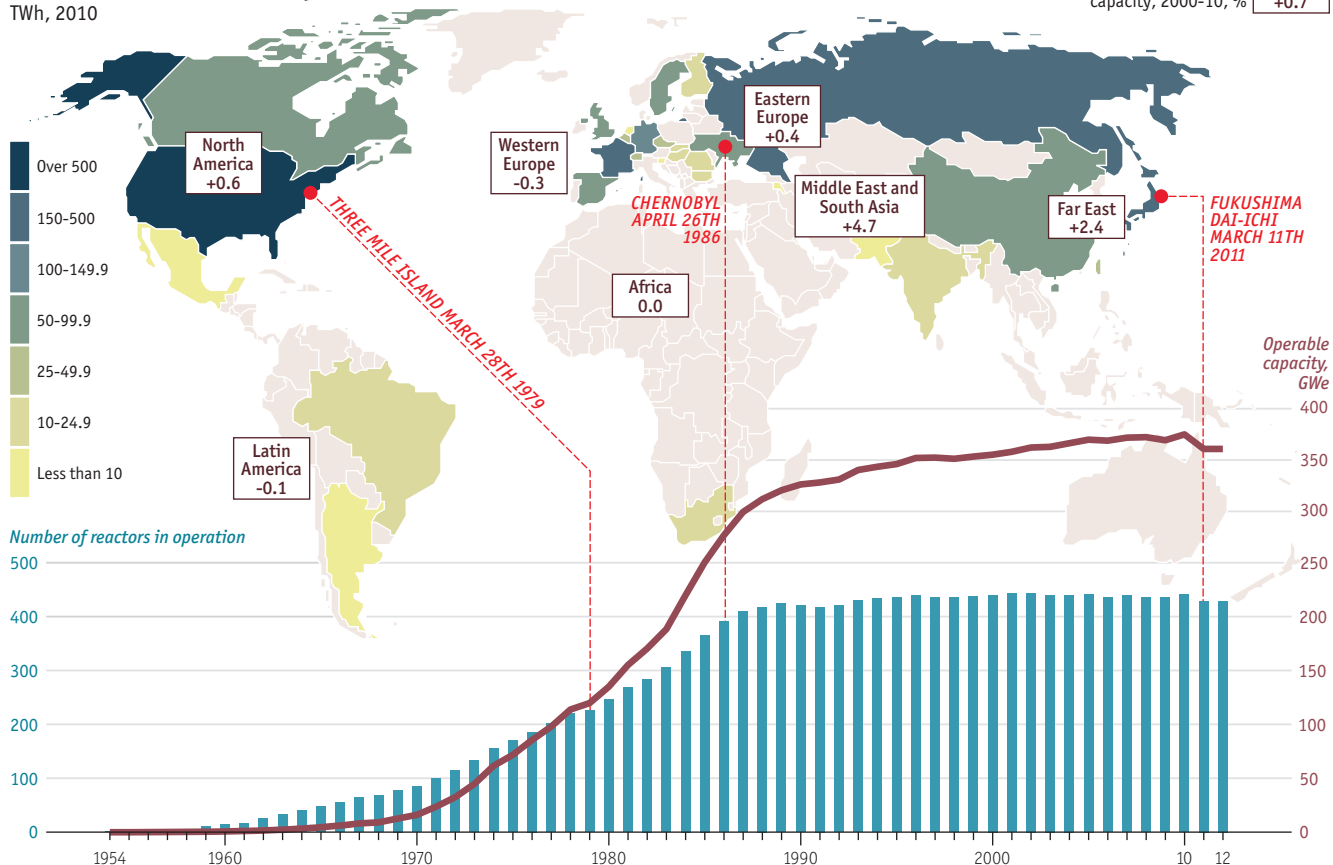 TWh, 2010
capacity, 2000-10, %
+0.7
Over 500
150-500
100-149.9
50-99.9
25-49.9
10-24.9
Less than 10
North
America
+0.6
Western
Europe
-0.3
Eastern
Europe
+0.4
Middle East and
South Asia
+4.7
Far East
+2.4
Africa
0.0
Latin
America
-0.1
THREE MILE ISLAND MARCH 28TH 1979
CHERNOBYL
APRIL 26TH
1986
FUKUSHIMA
DAI-ICHI
MARCH 11TH
2011
Operable
capacity,
GWe
400
350
300
250
200
150
100
50
0
Number of reactors in operation
500
400
300
200
100
0
1954 1960 1970 1980 1990 2000 10 12